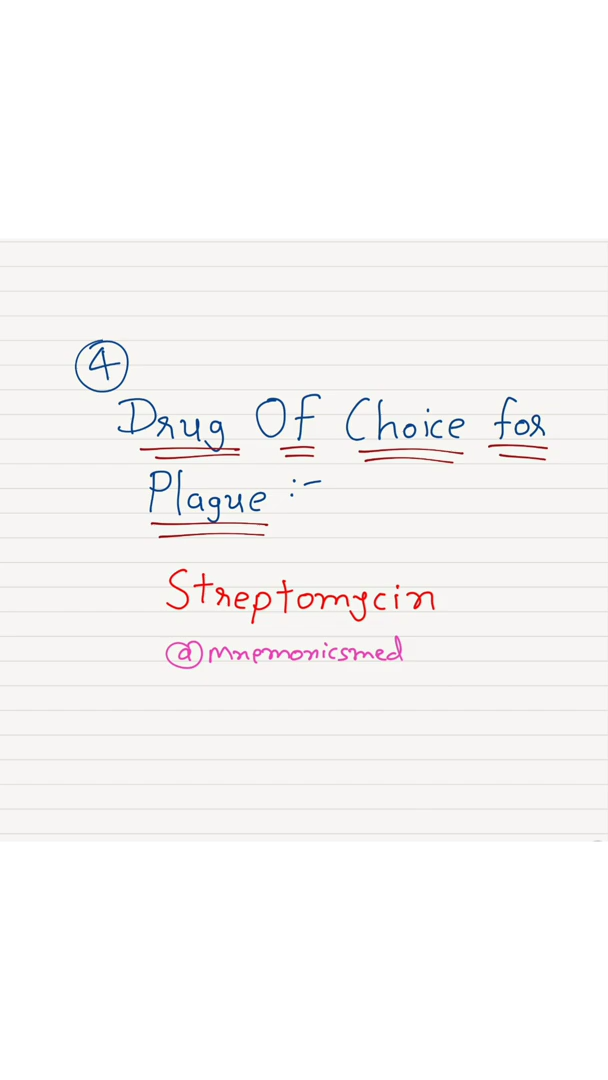 4
Drug Of Choice for
Plague :-
Streptomycin
@mnemonicsmed